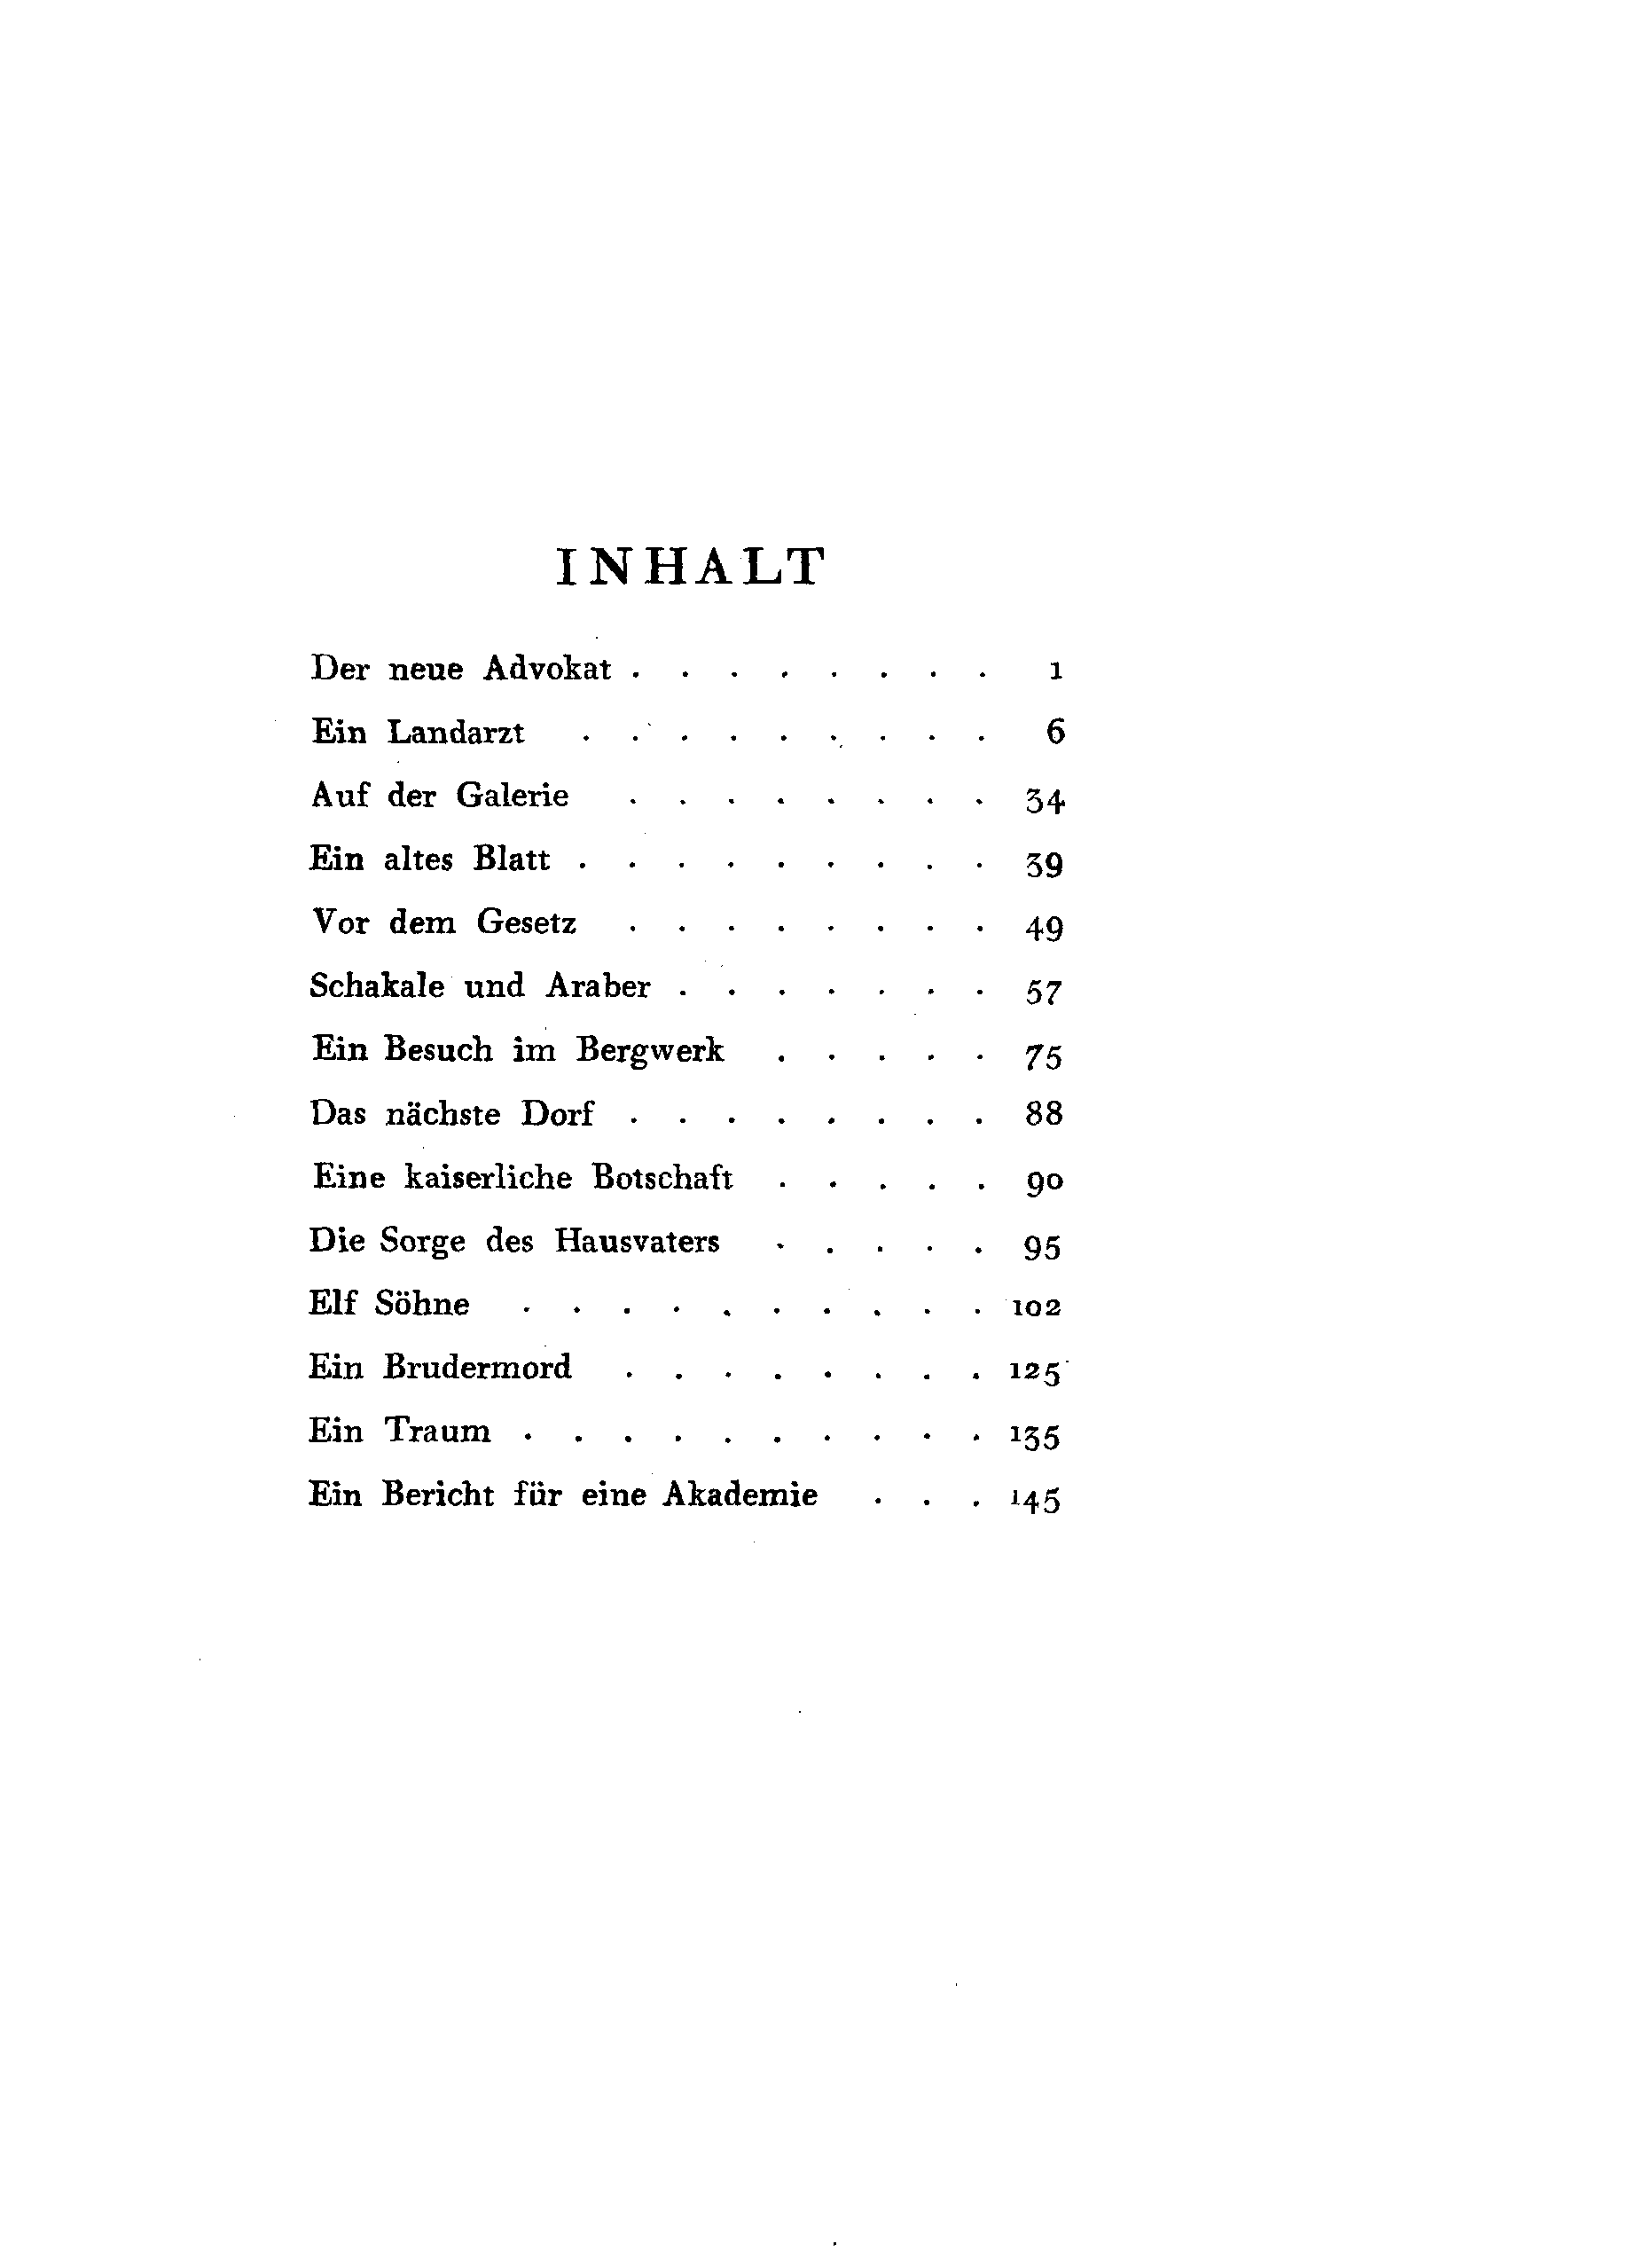 INHALT
Der neue Advokat . . . . . . . . 1
Ein Landarzt . . . . . . . . . 6
Auf der Galerie . . . . . . . . 34
Ein altes Blatt . . . . . . . . . 39
Vor dem Gesetz . . . . . . . . 49
Schakale und Araber . . . . . . . 57
Ein Besuch im Bergwerk . . . . . 75
Das nächste Dorf . . . . . . . . 88
Eine kaiserliche Botschaft . . . . . 90
Die Sorge des Hausvaters . . . . . 95
Elf Söhne . . . . . . . . . . 102
Ein Brudermord . . . . . . . . 125
Ein Traum . . . . . . . . . . 135
Ein Bericht für eine Akademie . . . 145